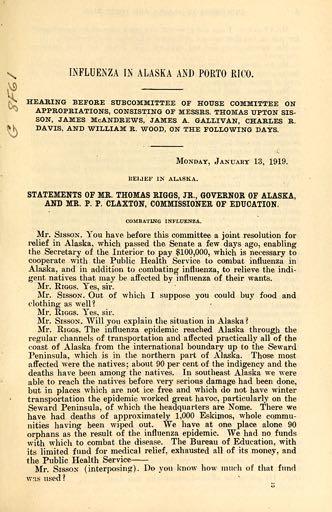 INFLUENZA IN ALASKA AND PORTO RICO.
HEARING BEFORE SUBCOMMITTEE OF HOUSE COMMITTEE ON
APPROPRIATIONS, CONSISTING OF MESSRS. THOMAS UPTON SIS-
SON, JAMES McANDREWS, JAMES A. GALLIVAN, CHARLES R.
DAVIS, AND WILLIAM R. WOOD, ON THE FOLLOWING DAYS.
MONDAY, JANUARY 13, 1919.
RELIEF IN ALASKA.
STATEMENTS OF MR. THOMAS RIGGS, JR., GOVERNOR OF ALASKA,
AND MR. P. P. CLAXTON, COMMISSIONER OF EDUCATION.
COMBATING INFLUENZA.
Mr. SISSON. You have before this committee a joint resolution for
relief in Alaska, which passed the Senate a few days ago, enabling
the Secretary of the Interior to pay $100,000, which is necessary to
cooperate with the Public Health Service to combat influenza in
Alaska, and in addition to combating influenza, to relieve the indi-
gent natives that may be affected by influenza of their wants.
Mr. RIGGS. Yes, sir.
Mr. SISSON. Out of which I suppose you could buy food and
clothing as well?
Mr. RIGGS. Yes, sir.
Mr. SISSON. Will you explain the situation in Alaska?
Mr. RIGGS. The influenza epidemic reached Alaska through the
regular channels of transportation and affected practically all of the
coast of Alaska from the international boundary up to the Seward
Peninsula, which is in the northern part of Alaska. Those most
affected were the natives; about 90 per cent of the indigency and the
deaths have been among the natives. In southeast Alaska we were
able to reach the natives before very serious damage had been done,
but in places which are not ice free and which do not have winter
transportation the epidemic worked great havoc, particularly on the
Seward Peninsula, of which the headquarters are Nome. There we
have had deaths of approximately 1,000 Eskimos, whole commu-
nities having been wiped out. We have at one place alone 90
orphans as the result of the influenza epidemic. We had no funds
with which to combat the disease. The Bureau of Education, with
its limited fund for medical relief, exhausted all of its money, and
the Public Health Service——
Mr. SISSON (interposing). Do you know how much of that fund
was used?
3